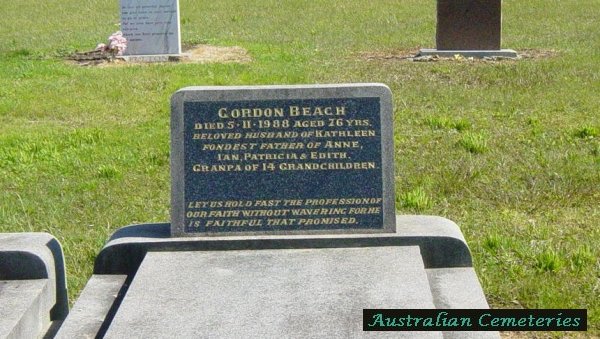 GORDON BEACH
DIED 5-11-1988 AGED 76 YRS.
BELOVED HUSBAND OF KATHLEEN
FONDEST FATHER OF ANNE,
IAN, PATRICIA & EDITH.
GRANPA OF 14 GRANDCHILDREN
LET US HOLD FAST THE PROFESSION OF
OUR FAITH WITHOUT WAVERING FOR HE
IS FAITHFUL THAT PROMISED.
Australian Cemeteries